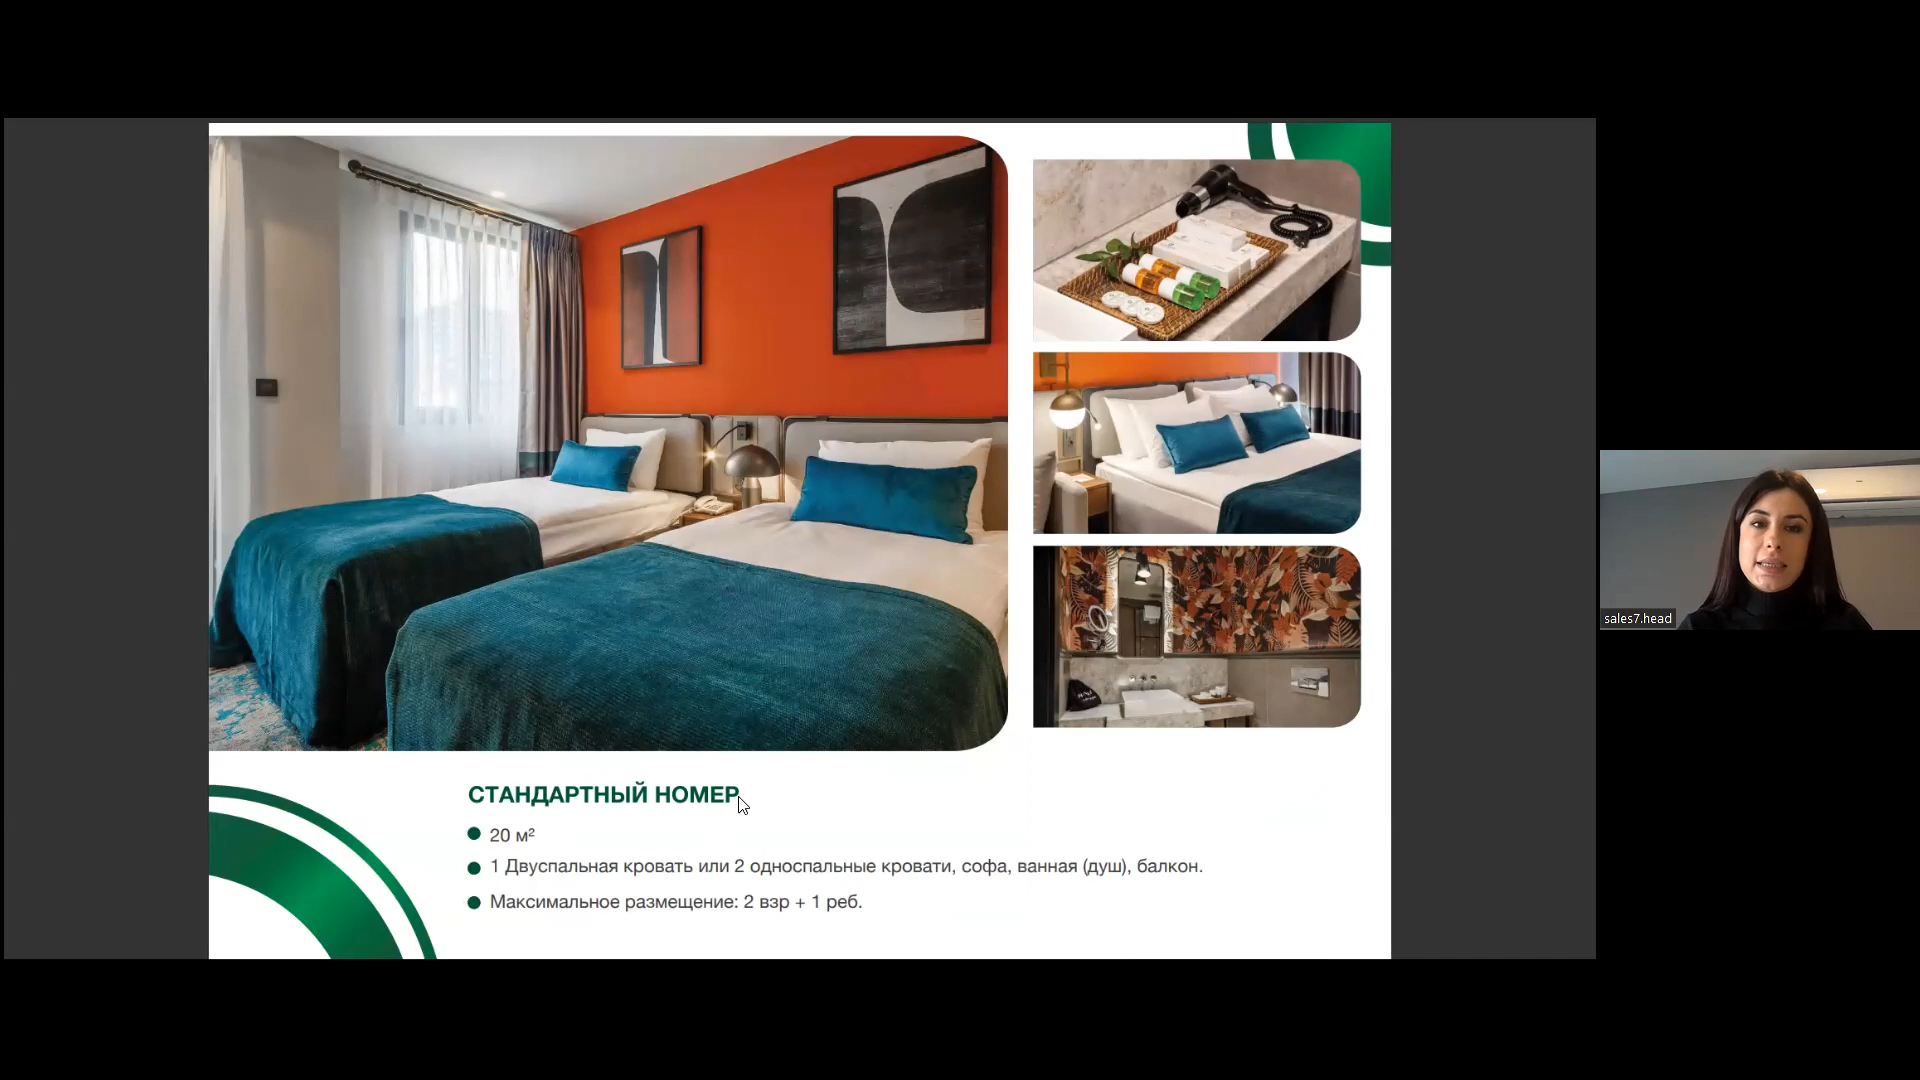 СТАНДАРТНЫЙ НОМЕР
20 м²
1 Двуспальная кровать или 2 односпальные кровати, софа, ванная (душ), балкон.
Максимальное размещение: 2 взр + 1 реб.
sales7.head